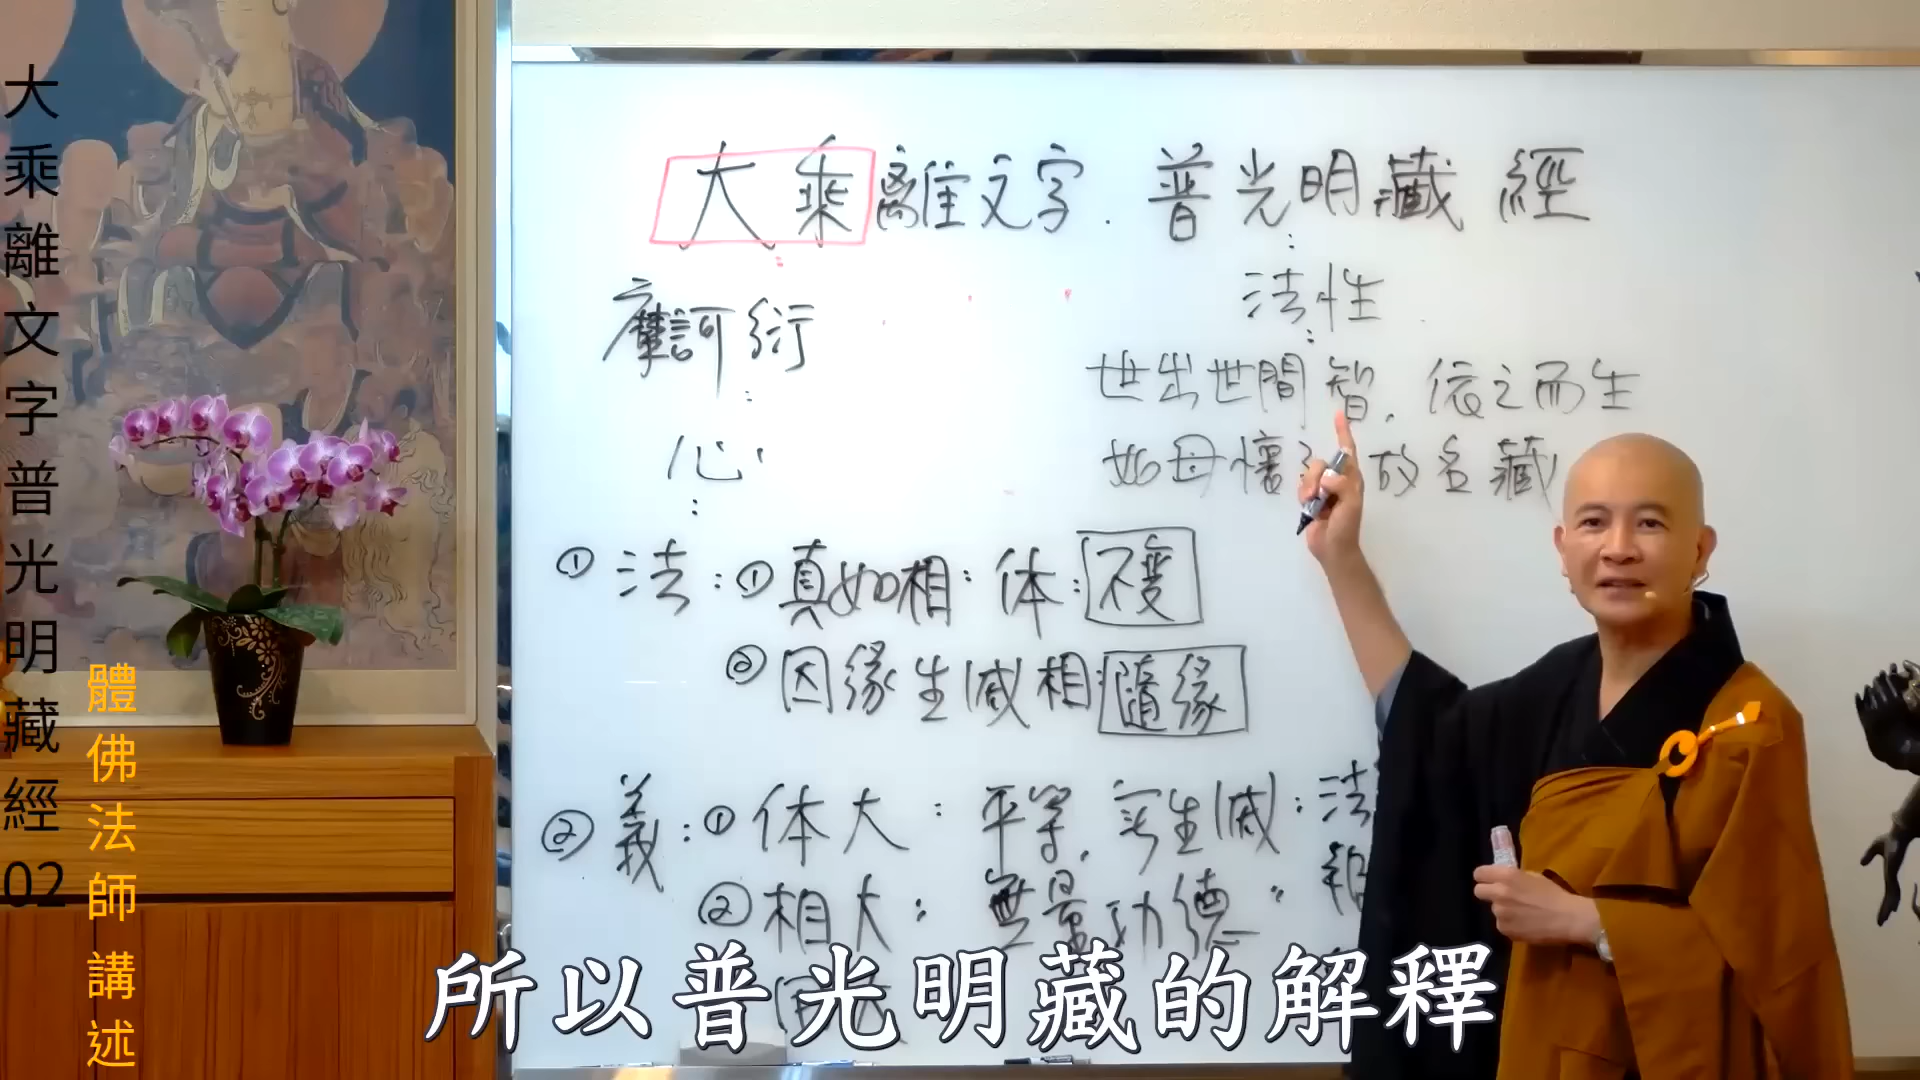 大乘離文字普光明藏經02
體佛法師講述
大乘離文字.普光明藏經
法性
摩訶衍
世出世間智.依之而生
如母懷 故名藏
心
① 法:①真如相:体:不變
②因緣生滅相:隨緣
② 義:①体大:平等,无生滅:法
②相大:無量功德
所以普光明藏的解釋